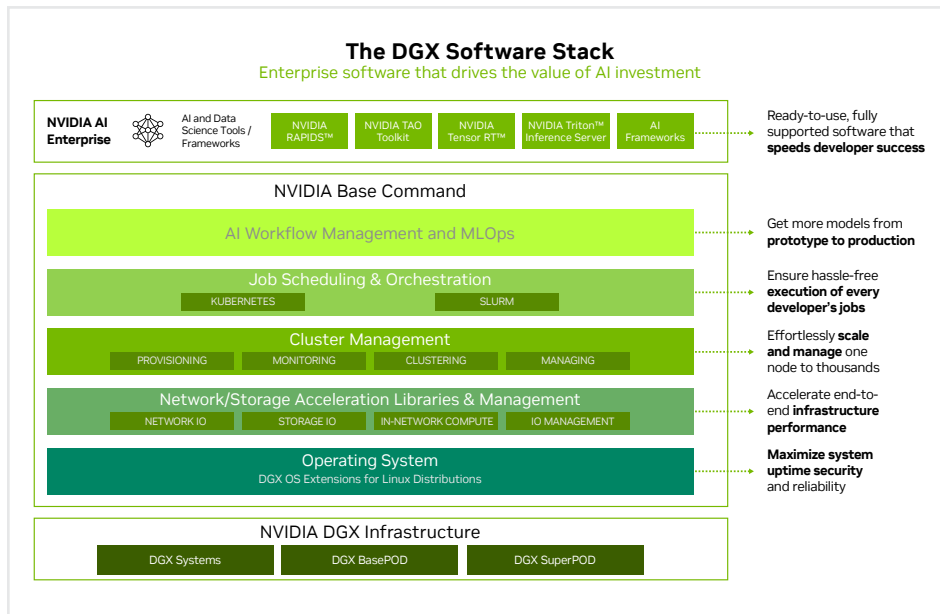 The DGX Software Stack
Enterprise software that drives the value of AI investment
NVIDIA AI
Enterprise
AI and Data
Science Tools /
Frameworks
NVIDIA
RAPIDS™
NVIDIA TAO
Toolkit
NVIDIA
Tensor RT™
NVIDIA Triton™
Inference Server
AI
Frameworks
Ready-to-use, fully
supported software that
speeds developer success
NVIDIA Base Command
AI Workflow Management and MLOps
Get more models from
prototype to production
Job Scheduling & Orchestration
KUBERNETES
SLURM
Ensure hassle-free
execution of every
developer’s jobs
Cluster Management
PROVISIONING
MONITORING
CLUSTERING
MANAGING
Effortlessly scale
and manage one
node to thousands
Network/Storage Acceleration Libraries & Management
NETWORK IO
STORAGE IO
IN-NETWORK COMPUTE
IO MANAGEMENT
Accelerate end-to-
end infrastructure
performance
Operating System
DGX OS Extensions for Linux Distributions
Maximize system
uptime security
and reliability
NVIDIA DGX Infrastructure
DGX Systems
DGX BasePOD
DGX SuperPOD